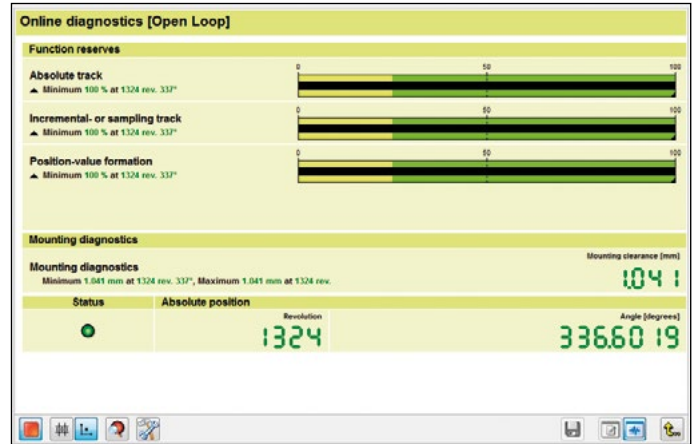 Online diagnostics [Open Loop]
Function reserves
Absolute track
Minimum 100 % at 1324 rev. 337°
0 50 100
Incremental- or sampling track
Minimum 100 % at 1324 rev. 337°
0 50 100
Position-value formation
Minimum 100 % at 1324 rev. 337°
0 50 100
Mounting diagnostics
Mounting clearance [mm]
Mounting diagnostics
Minimum 1.041 mm at 1324 rev. 337°, Maximum 1.041 mm at 1324 rev.
1.041
Status Absolute position
Revolution Angle [degrees]
1324 336.6019